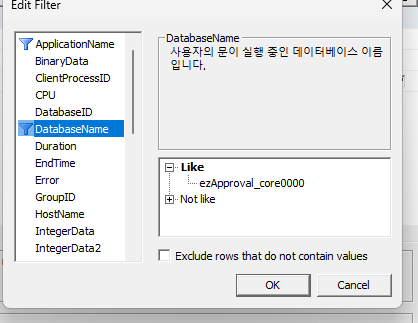 Edit Filter
ApplicationName
BinaryData
ClientProcessID
CPU
DatabaseID
DatabaseName
Duration
EndTime
Error
GroupID
HostName
IntegerData
IntegerData2
DatabaseName
사용자의 문이 실행 중인 데이터베이스 이름
입니다.
Like
ezApproval_core0000
Not like
Exclude rows that do not contain values
OK
Cancel